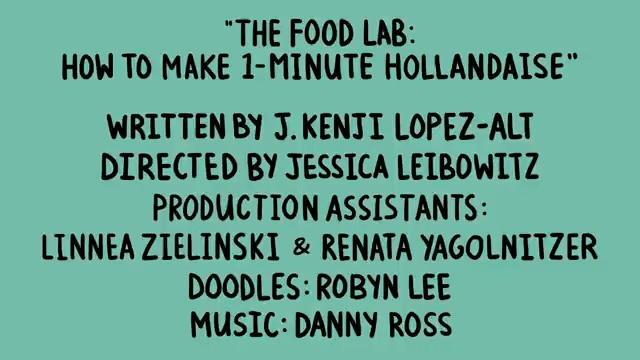 "THE FOOD LAB:
HOW TO MAKE 1-MINUTE HOLLANDAISE"
WRITTEN BY J. KENJI LOPEZ-ALT
DIRECTED BY JESSICA LEIBOWITZ
PRODUCTION ASSISTANTS:
LINNEA ZIELINSKI & RENATA YAGOLNITZER
DOODLES: ROBYN LEE
MUSIC: DANNY ROSS